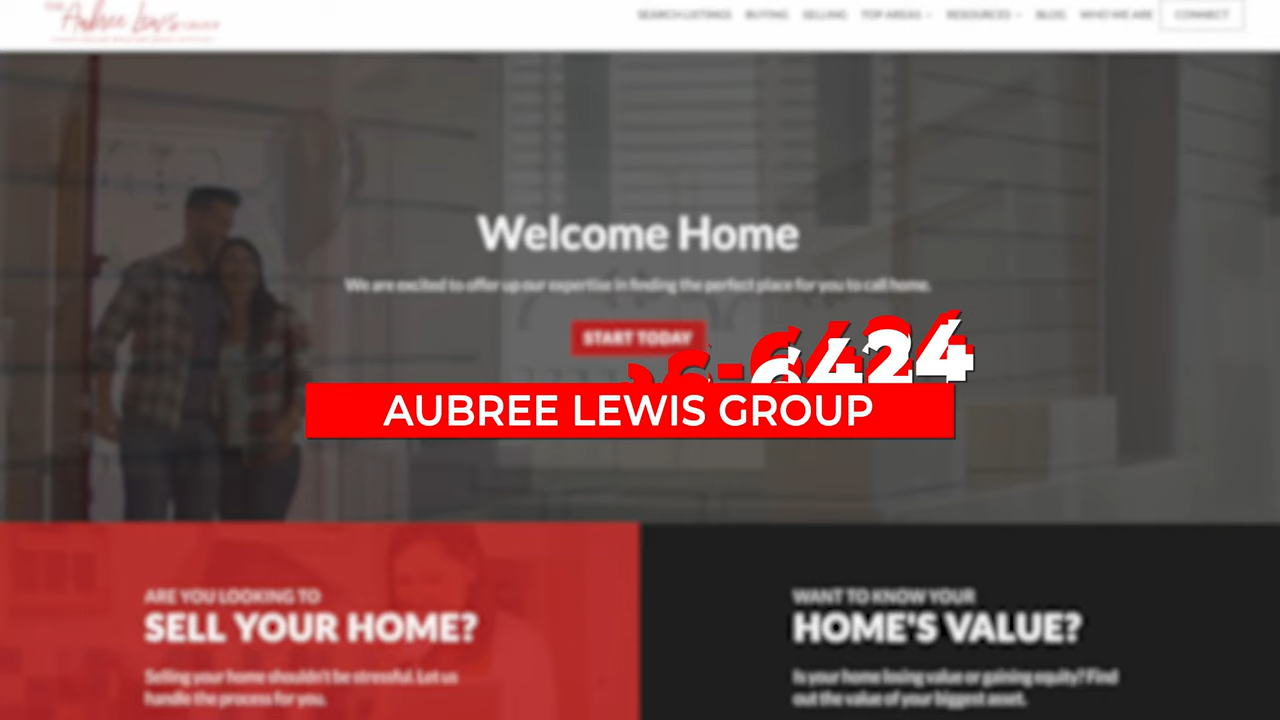 Aubree Lewis
SEARCH LISTINGS BUYING SELLING TOP AREAS RESOURCES BLOG WHO WE ARE CONNECT
Welcome Home
We are excited to offer up our expertise in finding the perfect place for you to call home.
START TODAY
6-6424
AUBREE LEWIS GROUP
ARE YOU LOOKING TO
SELL YOUR HOME?
Selling your home shouldn't be stressful. Let us
handle the process for you.
WANT TO KNOW YOUR
HOME'S VALUE?
Is your home losing value or gaining equity? Find
out the value of your biggest asset.